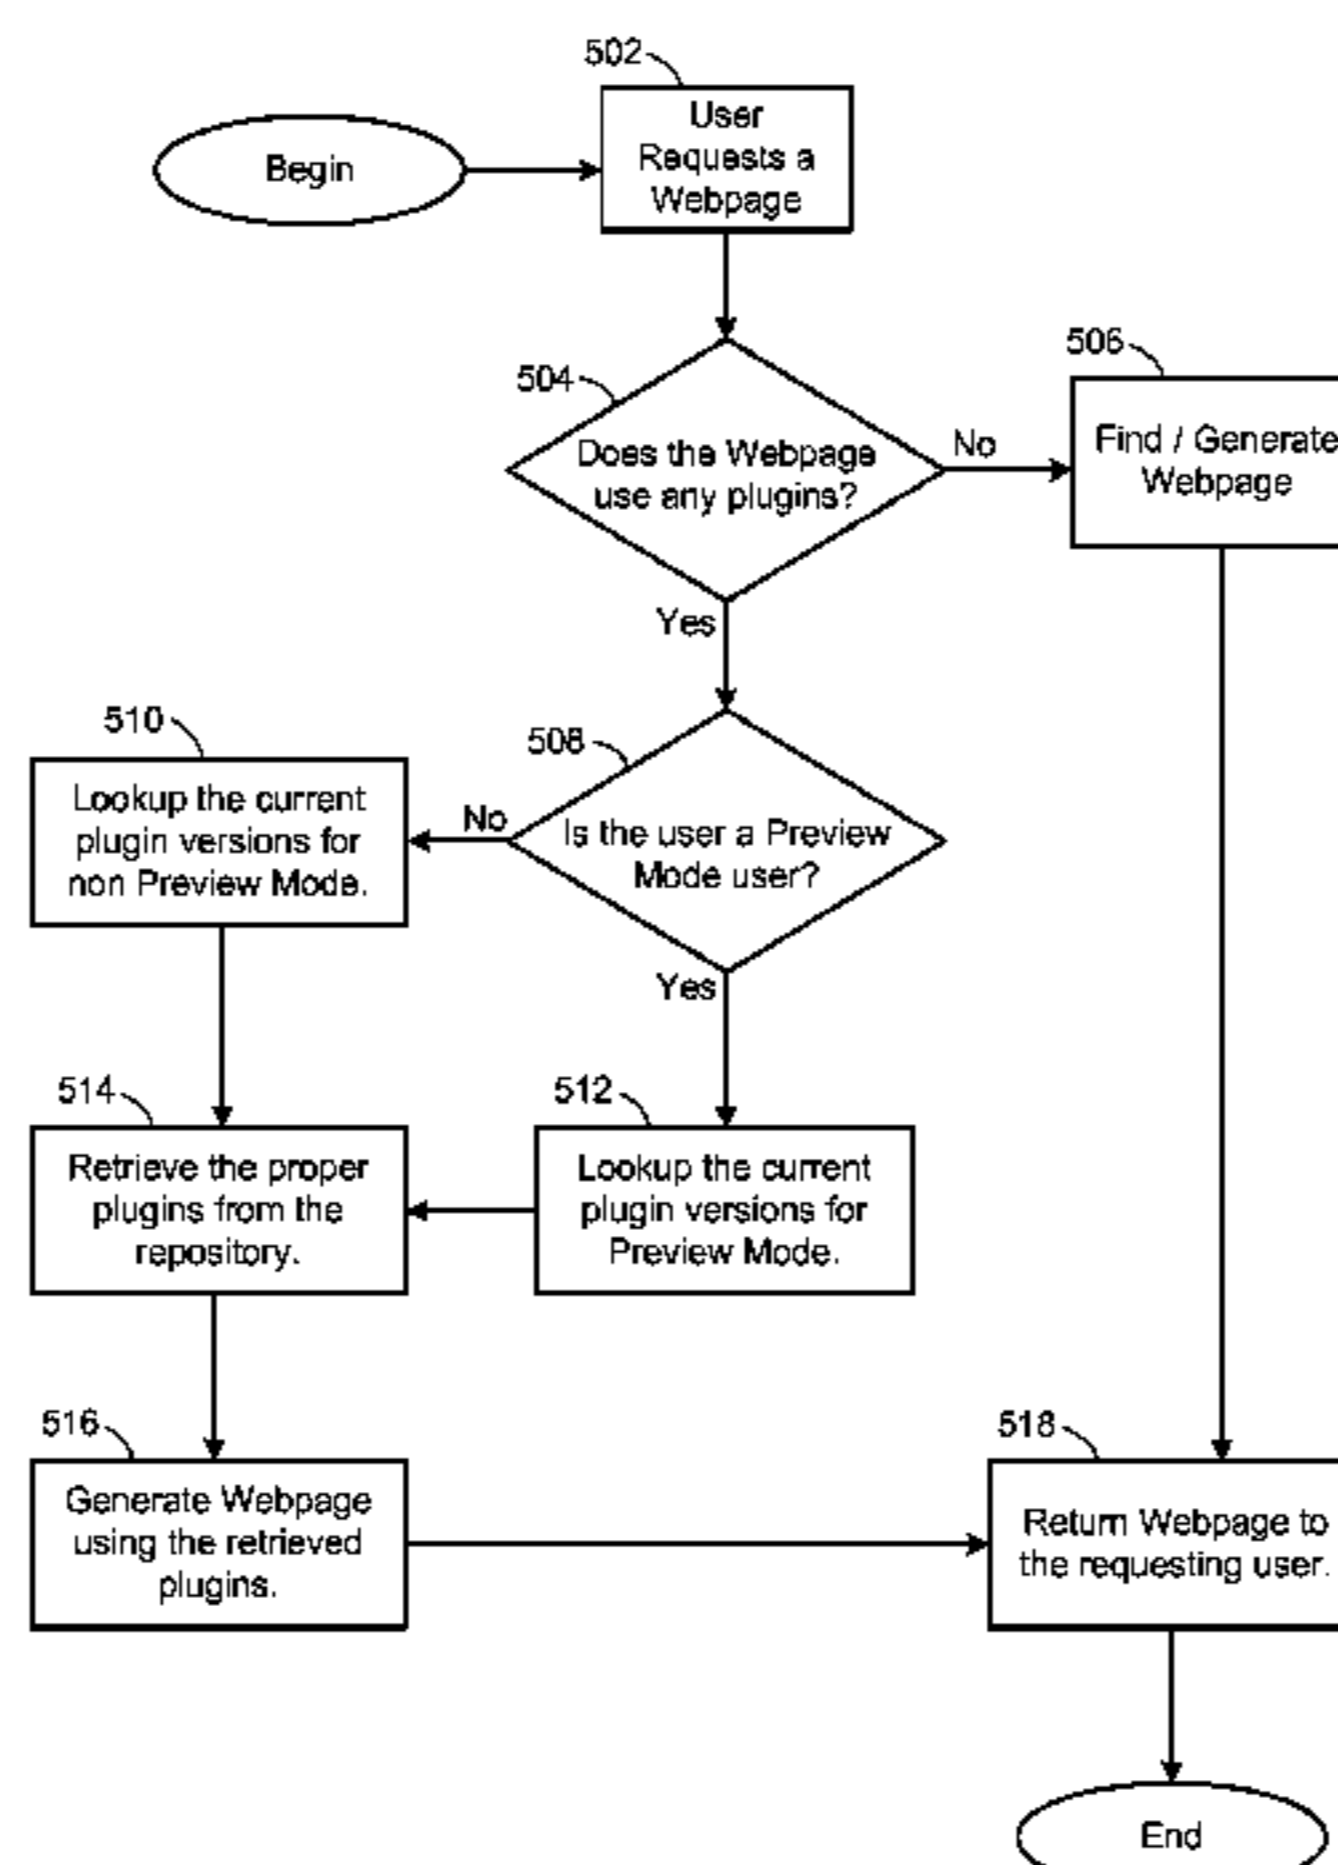 502
User
Requests a
Webpage
Begin
504
Does the Webpage
use any plugins?
No
506
Find / Generate
Webpage
Yes
508
Is the user a Preview
Mode user?
No
510
Lookup the current
plugin versions for
non Preview Mode.
Yes
514
Retrieve the proper
plugins from the
repository.
512
Lookup the current
plugin versions for
Preview Mode.
516
Generate Webpage
using the retrieved
plugins.
518
Return Webpage to
the requesting user.
End